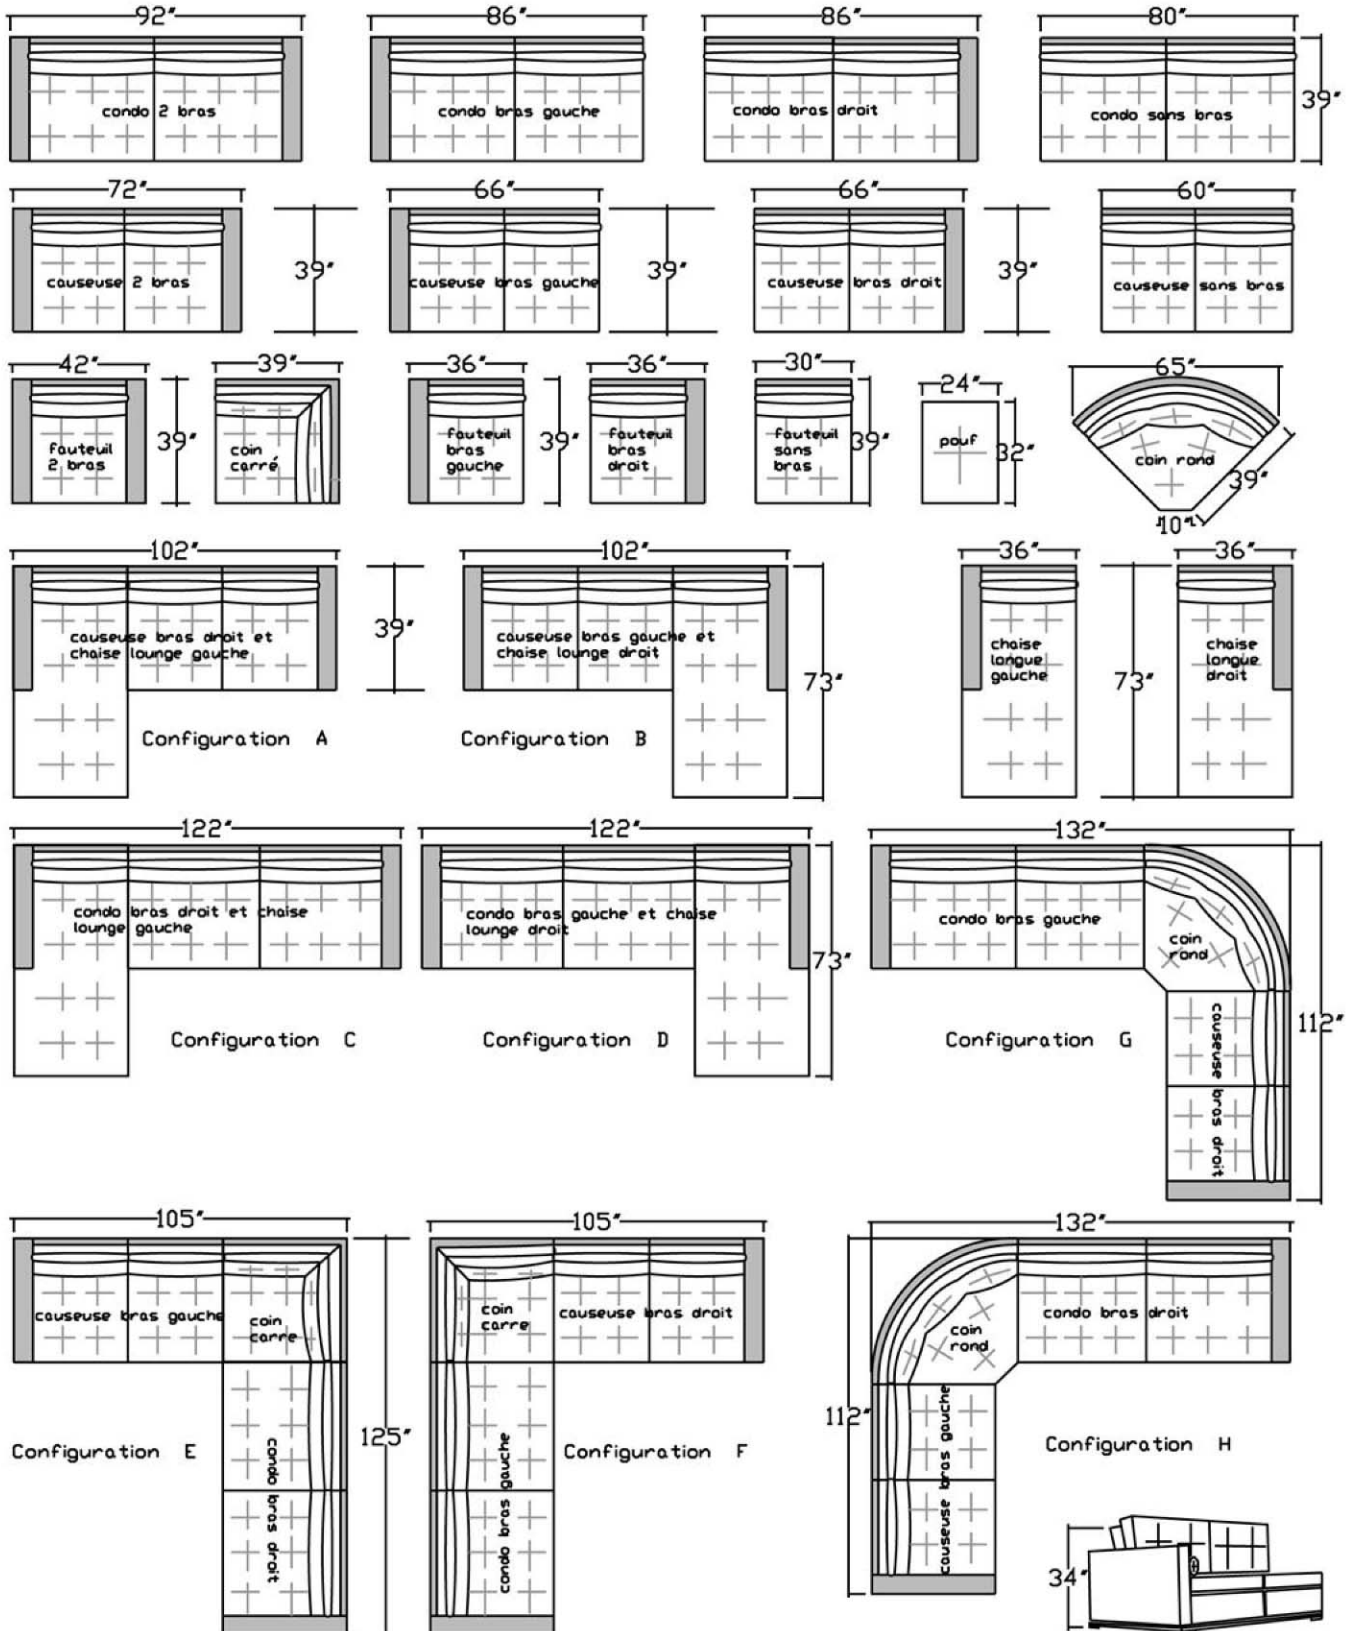 92"
86"
86"
80"
condo 2 bras
condo bras gauche
condo bras droit
condo sans bras
39"
72"
66"
66"
60"
causeuse 2 bras
39"
causeuse bras gauche
39"
causeuse bras droit
39"
causeuse sans bras
42"
39"
36"
36"
30"
24"
65"
fauteuil
2 bras
39"
coin
carré
fauteuil
bras
gauche
39"
fauteuil
bras
droit
fauteuil
sans
bras
39"
pouf
32"
coin rond
39"
10"
102"
102"
36"
36"
causeuse bras droit et
chaise lounge gauche
39"
causeuse bras gauche et
chaise lounge droit
73"
chaise
longue
gauche
73"
chaise
longue
droit
Configuration A
Configuration B
122"
122"
132"
condo bras droit et chaise
lounge gauche
condo bras gauche et chaise
lounge droit
73"
condo bras gauche
coin
rond
causeuse bras droit
112"
Configuration C
Configuration D
Configuration G
105"
105"
132"
causeuse bras gauche
coin
carre
condo bras droit
125"
coin
carre
causeuse bras droit
condo bras gauche
coin
rond
condo bras droit
causeuse bras gauche
112"
Configuration E
Configuration F
Configuration H
34"